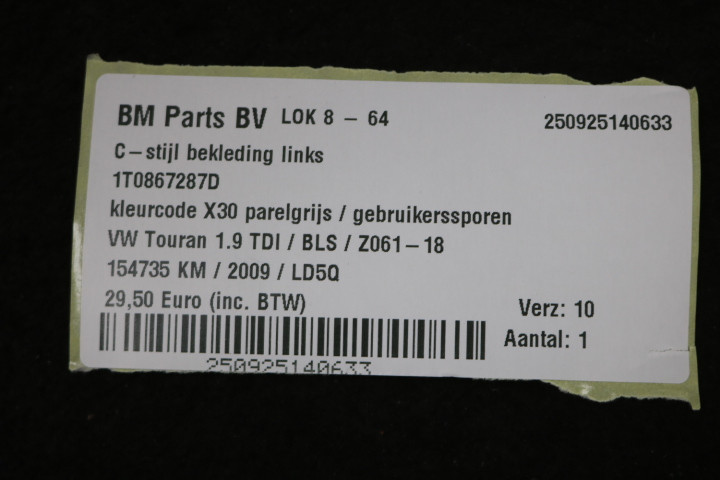 BM Parts BV LOK 8 - 64 250925140633
C-stijl bekleding links
1T0867287D
kleurcode X30 parelgrijs / gebruikerssporen
VW Touran 1.9 TDI / BLS / Z061-18
154735 KM / 2009 / LD5Q
29,50 Euro (inc. BTW) Verz: 10
Aantal: 1
250925140633